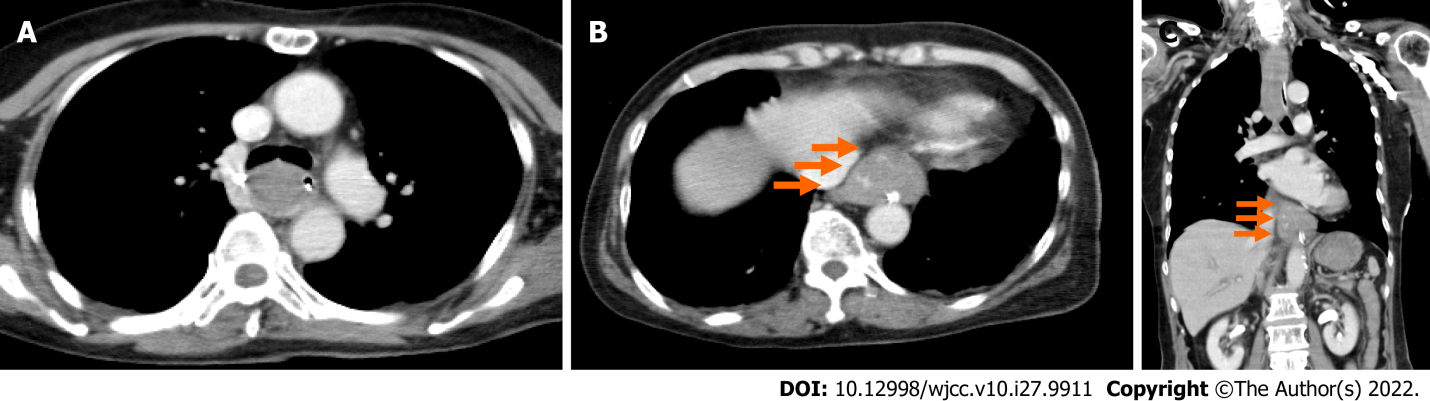 A
B
C
DOI: 10.12998/wjcc.v10.i27.9911 Copyright ©The Author(s) 2022.